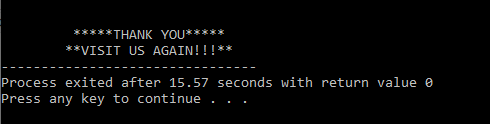 *****THANK YOU*****
**VISIT US AGAIN!!!**
--------------------------------
Process exited after 15.57 seconds with return value 0
Press any key to continue . . .